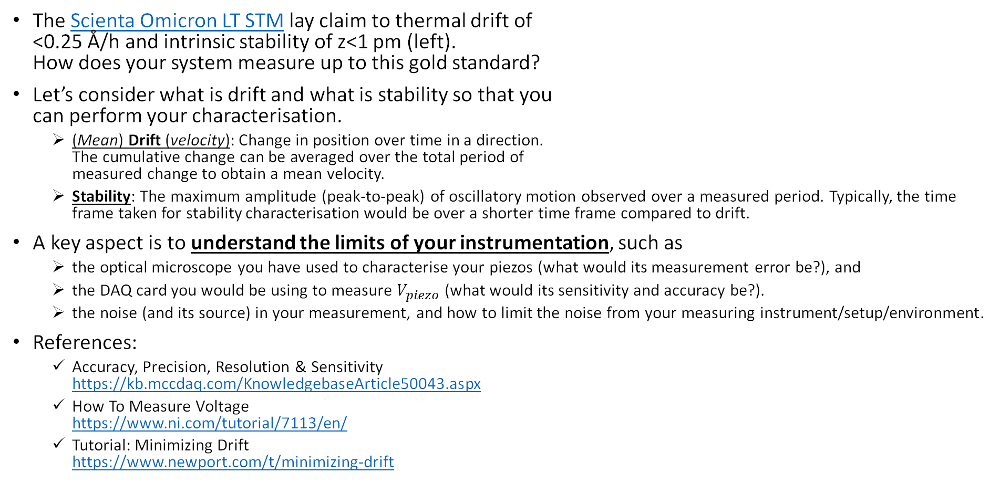 • The Scienta Omicron LT STM lay claim to thermal drift of
<0.25 Å/h and intrinsic stability of z<1 pm (left).
How does your system measure up to this gold standard?
• Let’s consider what is drift and what is stability so that you
can perform your characterisation.
➢ (Mean) Drift (velocity): Change in position over time in a direction.
The cumulative change can be averaged over the total period of
measured change to obtain a mean velocity.
➢ Stability: The maximum amplitude (peak-to-peak) of oscillatory motion observed over a measured period. Typically, the time
frame taken for stability characterisation would be over a shorter time frame compared to drift.
• A key aspect is to understand the limits of your instrumentation, such as
➢ the optical microscope you have used to characterise your piezos (what would its measurement error be?), and
➢ the DAQ card you would be using to measure V_piezo (what would its sensitivity and accuracy be?).
➢ the noise (and its source) in your measurement, and how to limit the noise from your measuring instrument/setup/environment.
• References:
✓ Accuracy, Precision, Resolution & Sensitivity
https://kb.mccdaq.com/KnowledgebaseArticle50043.aspx
✓ How To Measure Voltage
https://www.ni.com/tutorial/7113/en/
✓ Tutorial: Minimizing Drift
https://www.newport.com/t/minimizing-drift